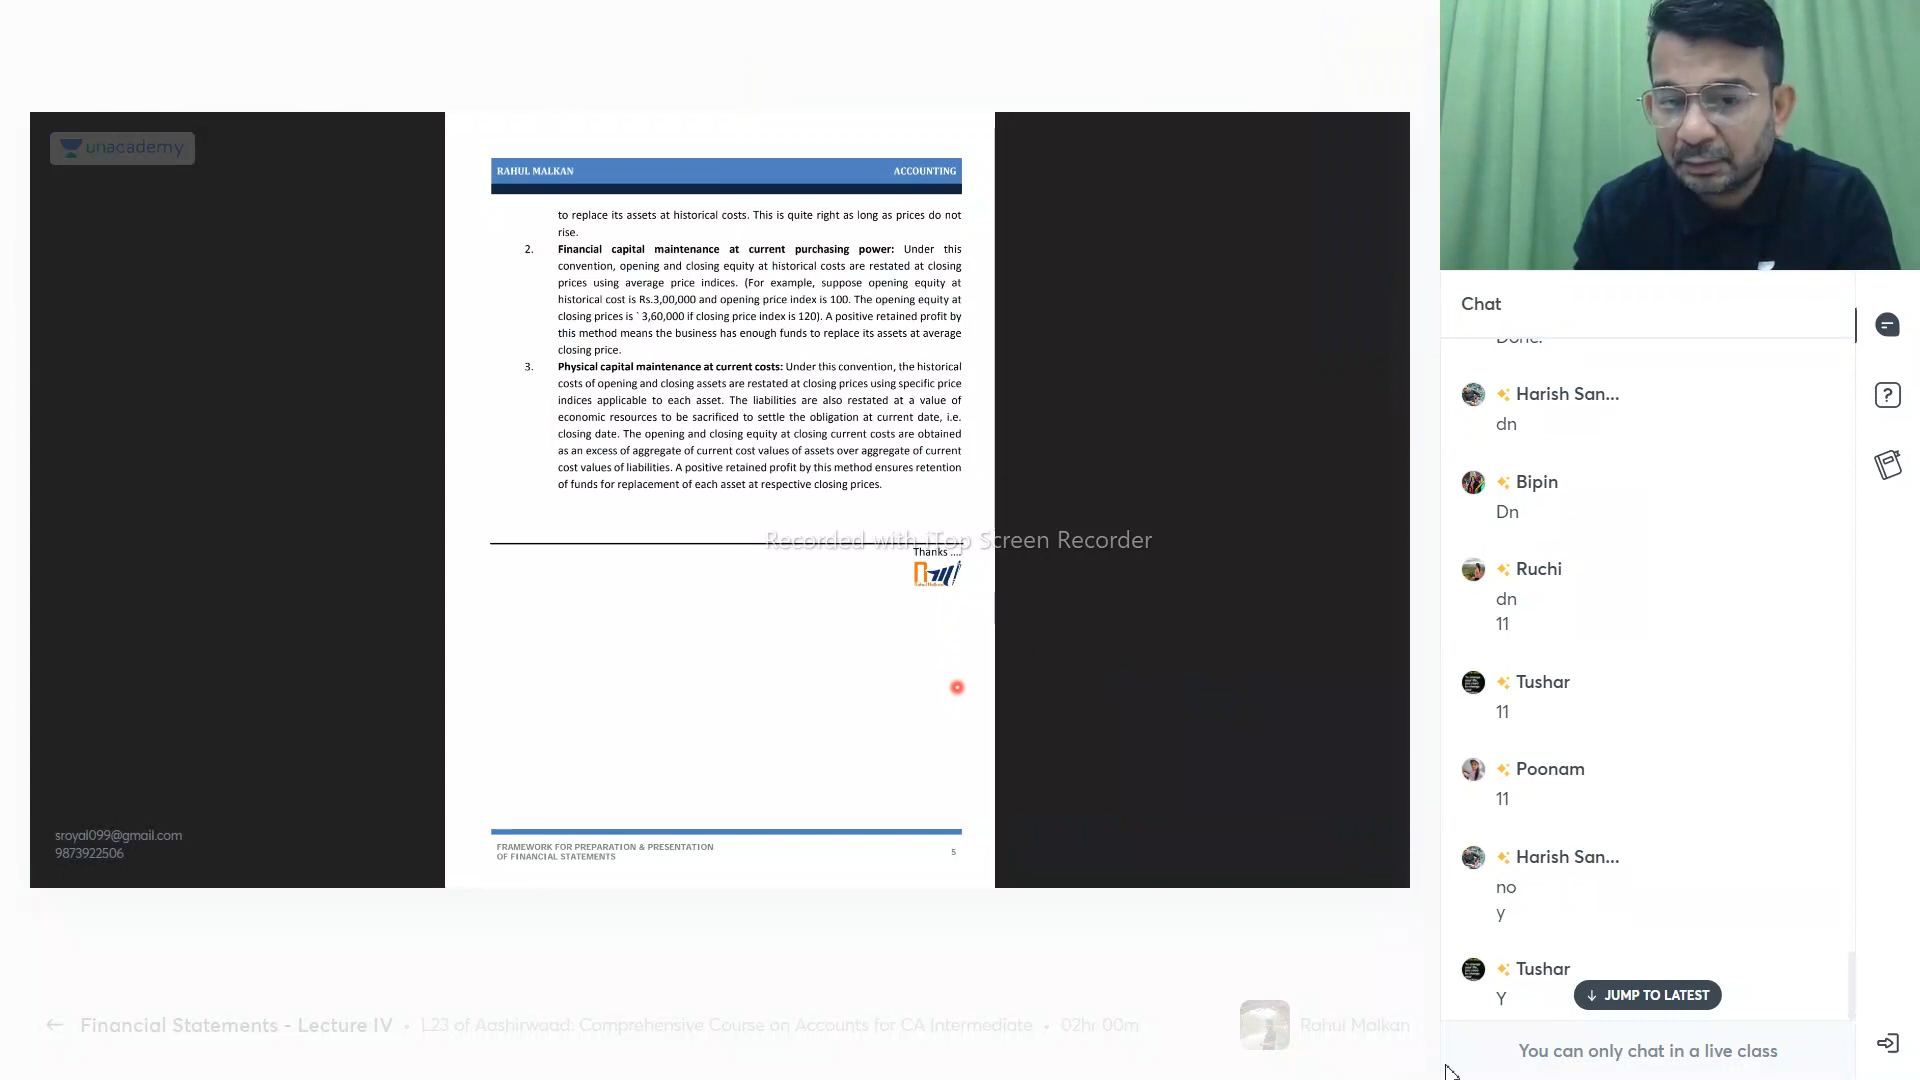 unacademy
RAHUL MALKAN ACCOUNTING
to replace its assets at historical costs. This is quite right as long as prices do not
rise.
2. Financial capital maintenance at current purchasing power: Under this
convention, opening and closing equity at historical costs are restated at closing
prices using average price indices. (For example, suppose opening equity at
historical cost is Rs.3,00,000 and opening price index is 100. The opening equity at
closing prices is ` 3,60,000 if closing price index is 120). A positive retained profit by
this method means the business has enough funds to replace its assets at average
closing price.
3. Physical capital maintenance at current costs: Under this convention, the historical
costs of opening and closing assets are restated at closing prices using specific price
indices applicable to each asset. The liabilities are also restated at a value of
economic resources to be sacrificed to settle the obligation at current date, i.e.
closing date. The opening and closing equity at closing current costs are obtained
as an excess of aggregate of current cost values of assets over aggregate of current
cost values of liabilities. A positive retained profit by this method ensures retention
of funds for replacement of each asset at respective closing prices.
Recorded with iTop Screen Recorder
Thanks ....
sroyal099@gmail.com
9873922506
FRAMEWORK FOR PREPARATION & PRESENTATION
OF FINANCIAL STATEMENTS
5
Financial Statements - Lecture IV • L23 of Aashirwaad: Comprehensive Course on Accounts for CA Intermediate • 02hr 00m
Rahul Malkan
Chat
Done.
Harish San...
dn
Bipin
Dn
Ruchi
dn
11
Tushar
11
Poonam
11
Harish San...
no
y
Tushar
Y
JUMP TO LATEST
You can only chat in a live class